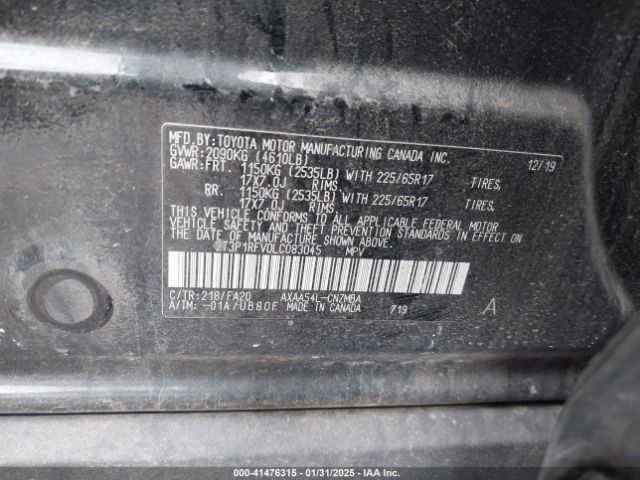 MFD.BY:TOYOTA MOTOR MANUFACTURING CANADA INC. 12/19
GVWR:2090KG (4610LB)
GAWR:FRT. 1150KG (2535LB) WITH 225/65R17 TIRES,
17X7.0J RIMS,
RR. 1150KG (2535LB) WITH 225/65R17 TIRES,
17X7.0J RIMS
THIS VEHICLE CONFORMS TO ALL APPLICABLE FEDERAL MOTOR
VEHICLE SAFETY AND THEFT PREVENTION STANDARDS IN EFFECT ON
THE DATE OF MANUFACTURE SHOWN ABOVE.
2T3P1RFV0LC083045 MPV
C/TR:218/FA20 AXAA54L-CNZMBA A
A/TM: -01A/UB80F MADE IN CANADA 719
000-41476315 - 01/31/2025 - IAA Inc.